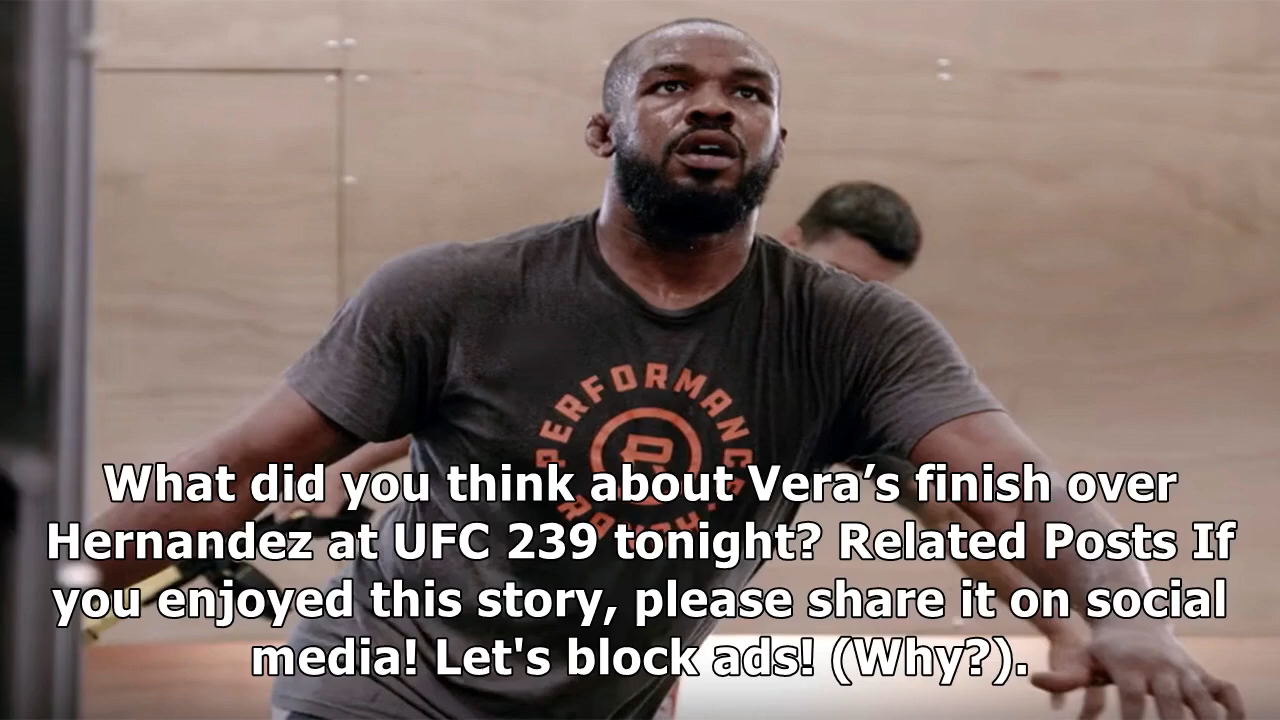 PERFORMANCE
What did you think about Vera’s finish over
Hernandez at UFC 239 tonight? Related Posts If
you enjoyed this story, please share it on social
media! Let's block ads! (Why?).